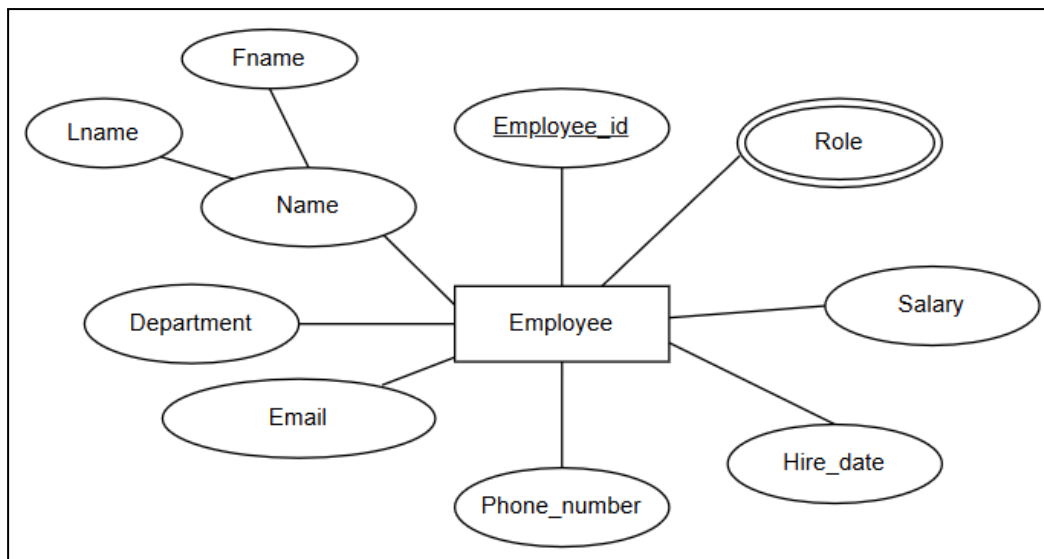 Fname
Lname
Employee_id
Role
Name
Department
Employee
Salary
Email
Hire_date
Phone_number